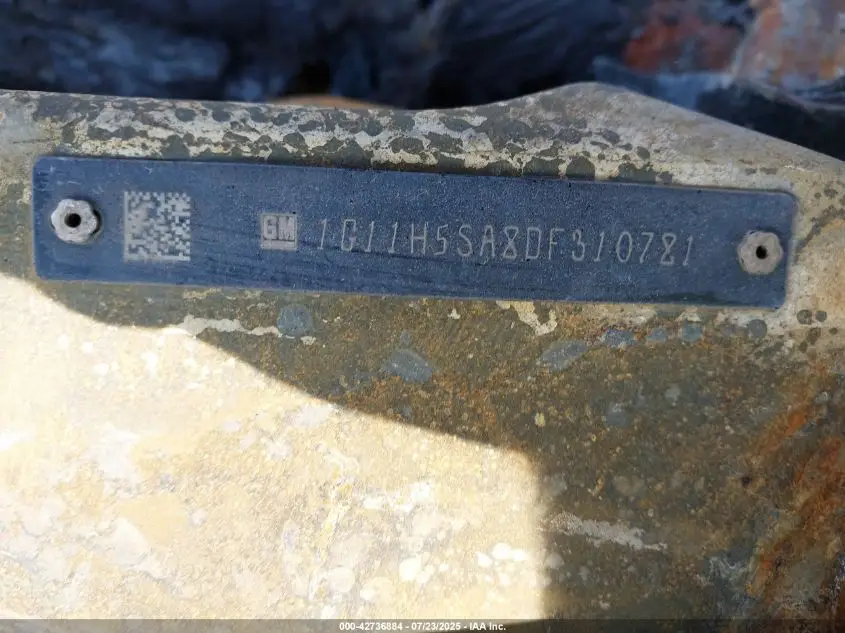 GM 1G11H5SA8DF310781
000-42736884 - 07/23/2025 - IAA Inc.